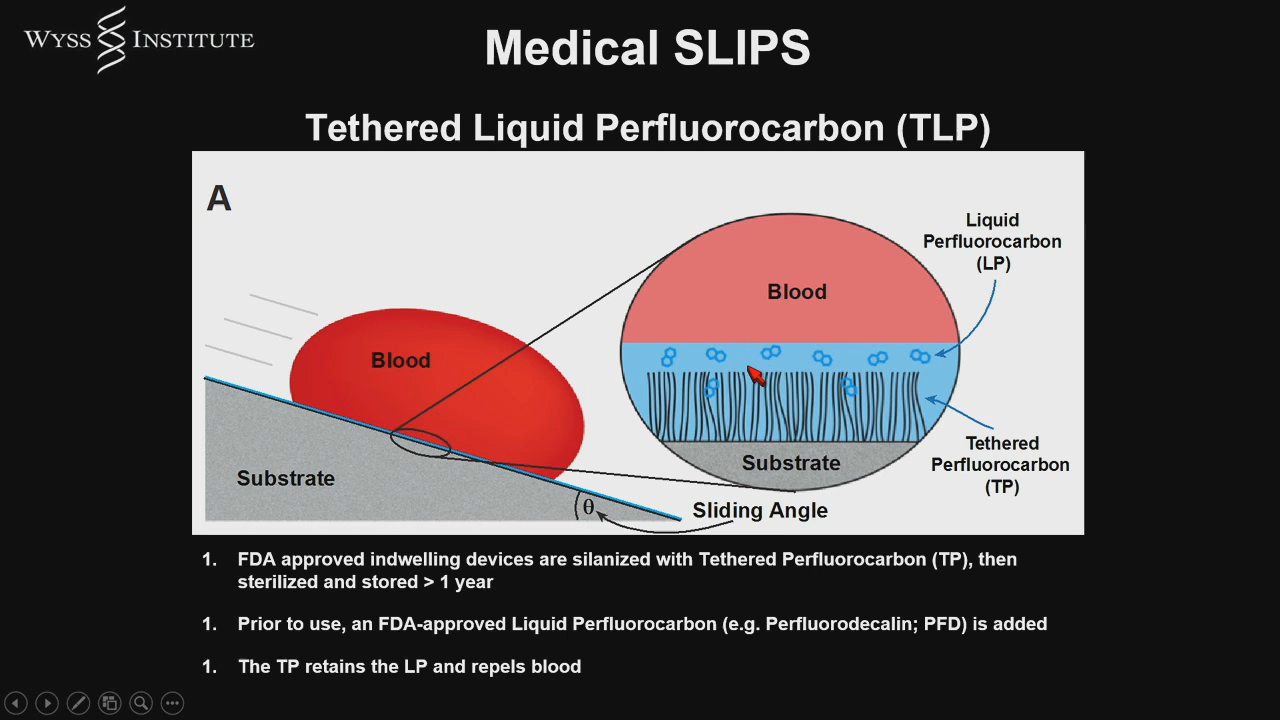 WYSS INSTITUTE
Medical SLIPS
Tethered Liquid Perfluorocarbon (TLP)
A
Liquid
Perfluorocarbon
(LP)
Blood
Blood
Substrate
Substrate
Tethered
Perfluorocarbon
(TP)
θ
Sliding Angle
1. FDA approved indwelling devices are silanized with Tethered Perfluorocarbon (TP), then
sterilized and stored > 1 year
1. Prior to use, an FDA-approved Liquid Perfluorocarbon (e.g. Perfluorodecalin; PFD) is added
1. The TP retains the LP and repels blood